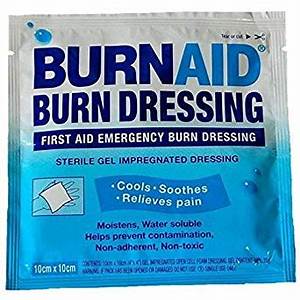 Tear or cut
BURNAID®
BURN DRESSING
FIRST AID EMERGENCY BURN DRESSING
STERILE GEL IMPREGNATED DRESSING
•Cools •Soothes
•Relieves pain
Moistens, Water soluble
Helps prevent contamination,
Non-adherent, Non-toxic
10cm x 10cm